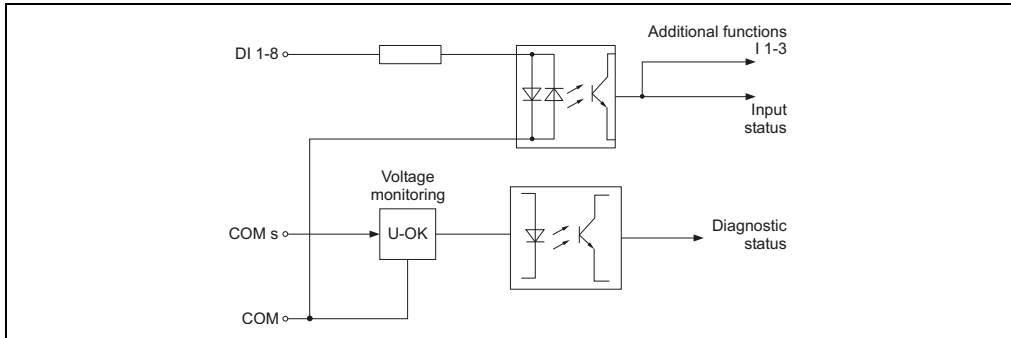 Additional functions
I 1-3
DI 1-8
Input
status
Voltage
monitoring
COM s
U-OK
Diagnostic
status
COM